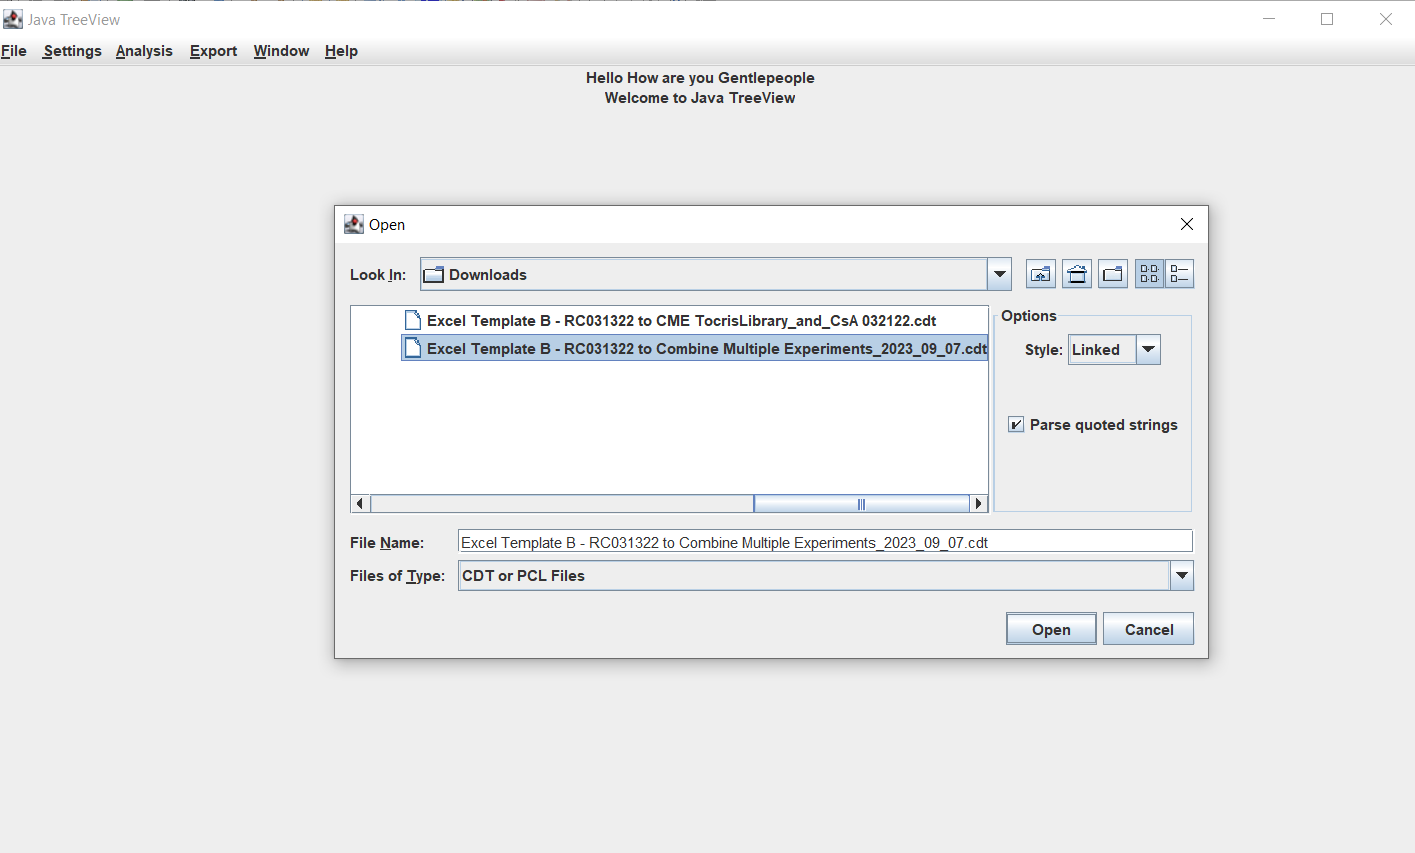 Java TreeView
File Settings Analysis Export Window Help
Hello How are you Gentlepeople
Welcome to Java TreeView
Open
Look In: Downloads
Excel Template B - RC031322 to CME TocrisLibrary_and_CsA 032122.cdt
Excel Template B - RC031322 to Combine Multiple Experiments_2023_09_07.cdt
Options
Style: Linked
Parse quoted strings
File Name: Excel Template B - RC031322 to Combine Multiple Experiments_2023_09_07.cdt
Files of Type: CDT or PCL Files
Open Cancel